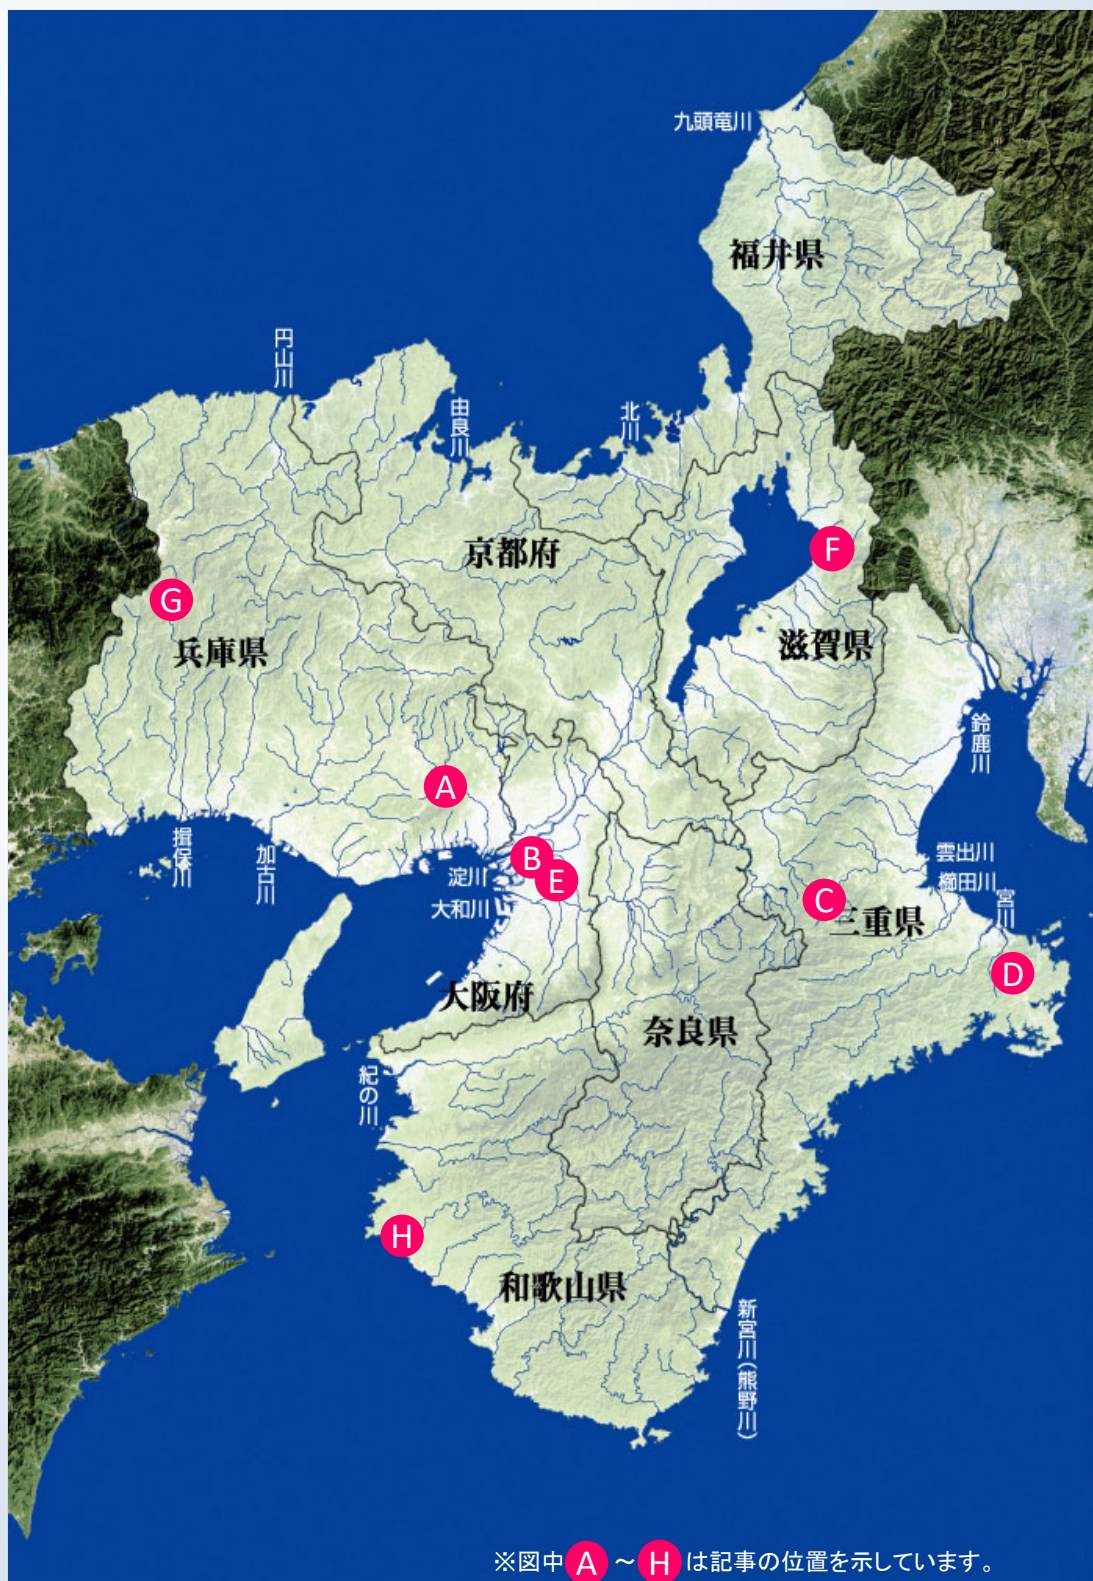 九頭竜川
福井県
円山川
由良川
北川
京都府
F
G
兵庫県
滋賀県
鈴鹿川
A
揖保川
加古川
淀川
大和川
B
E
雲出川
櫛田川
宮川
C
三重県
D
大阪府
奈良県
紀の川
H
和歌山県
新宮川(熊野川)
※図中 A ~ H は記事の位置を示しています。